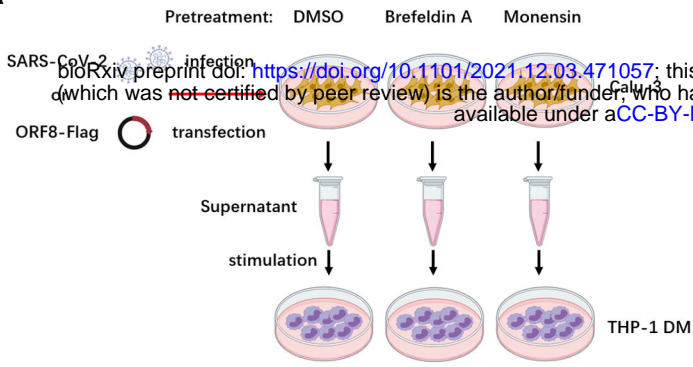 Pretreatment: DMSO Brefeldin A Monensin
SARS-CoV-2 infection
bioRxiv preprint doi: https://doi.org/10.1101/2021.12.03.471057; this
(which was not certified by peer review) is the author/funder, who ha
Calu-3
available under aCC-BY-
ORF8-Flag transfection
Supernatant
stimulation
THP-1 DM